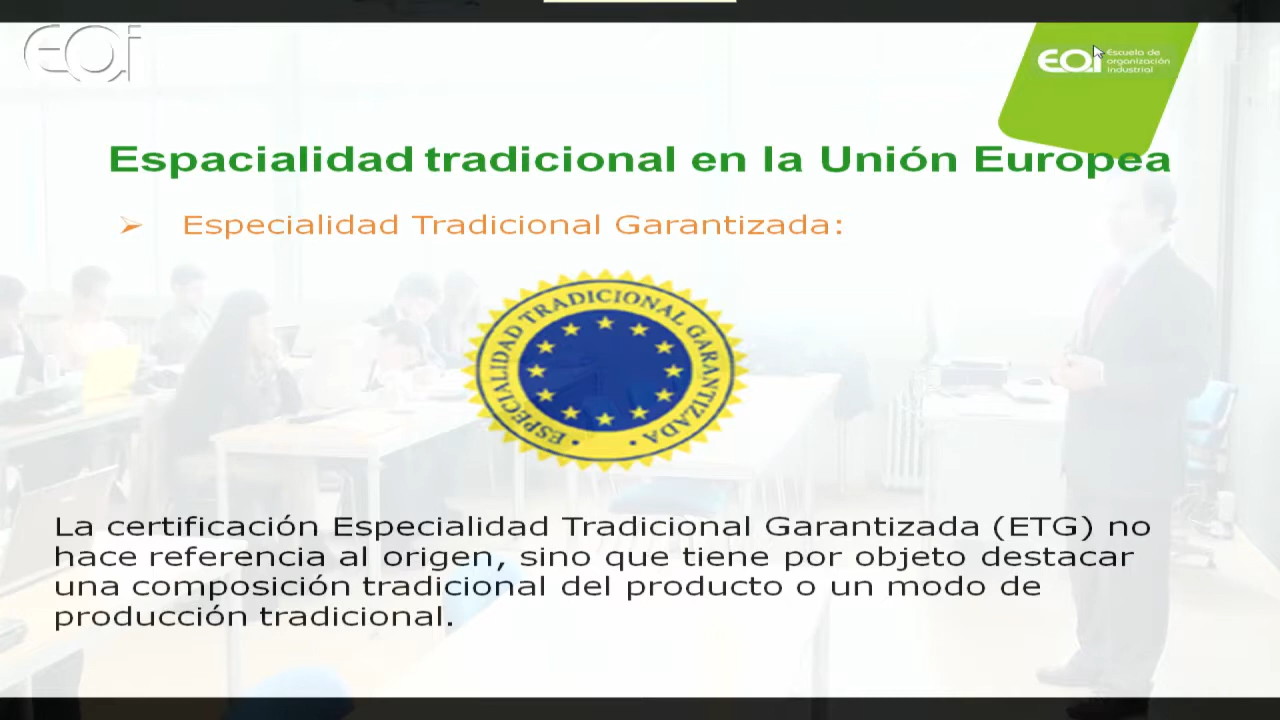 EOI
EOI Escuela de
organización
industrial
Espacialidad tradicional en la Unión Europea
➢ Especialidad Tradicional Garantizada:
• ESPECIALIDAD TRADICIONAL GARANTIZADA •
La certificación Especialidad Tradicional Garantizada (ETG) no
hace referencia al origen, sino que tiene por objeto destacar
una composición tradicional del producto o un modo de
producción tradicional.